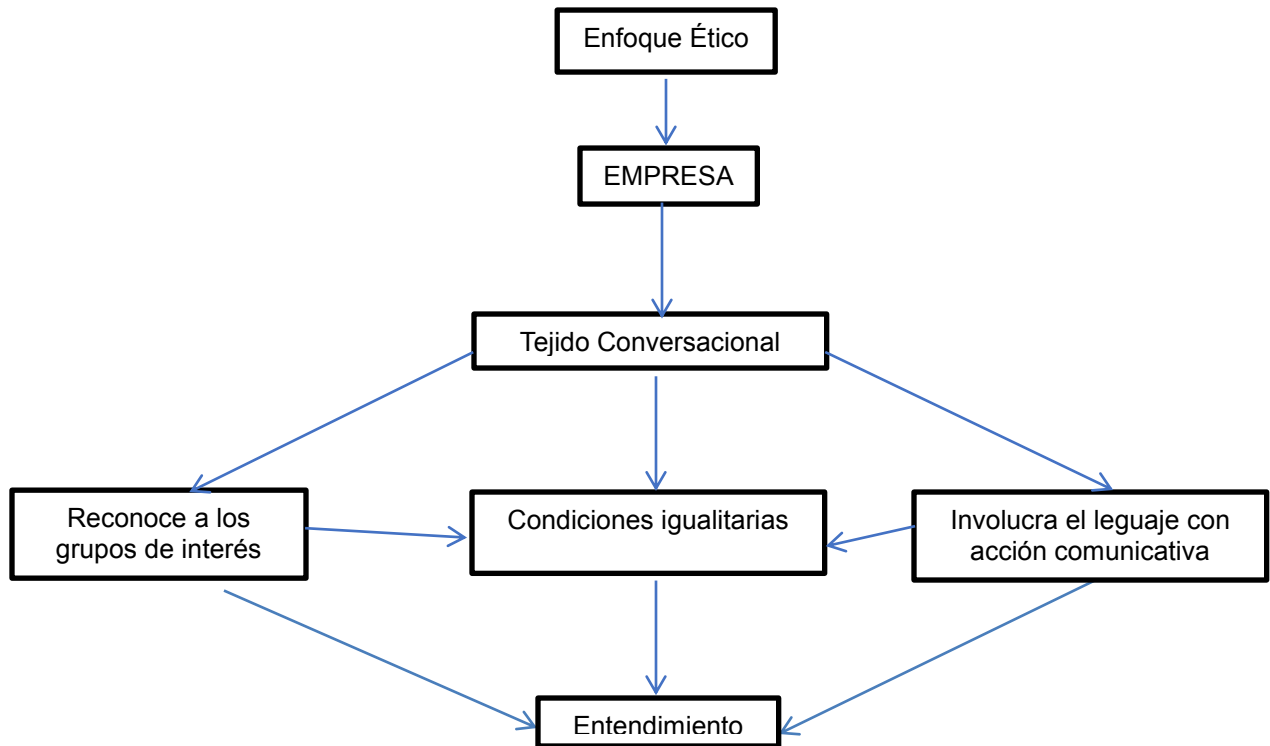 Enfoque Ético
EMPRESA
Tejido Conversacional
Reconoce a los
grupos de interés
Condiciones igualitarias
Involucra el leguaje con
acción comunicativa
Entendimiento